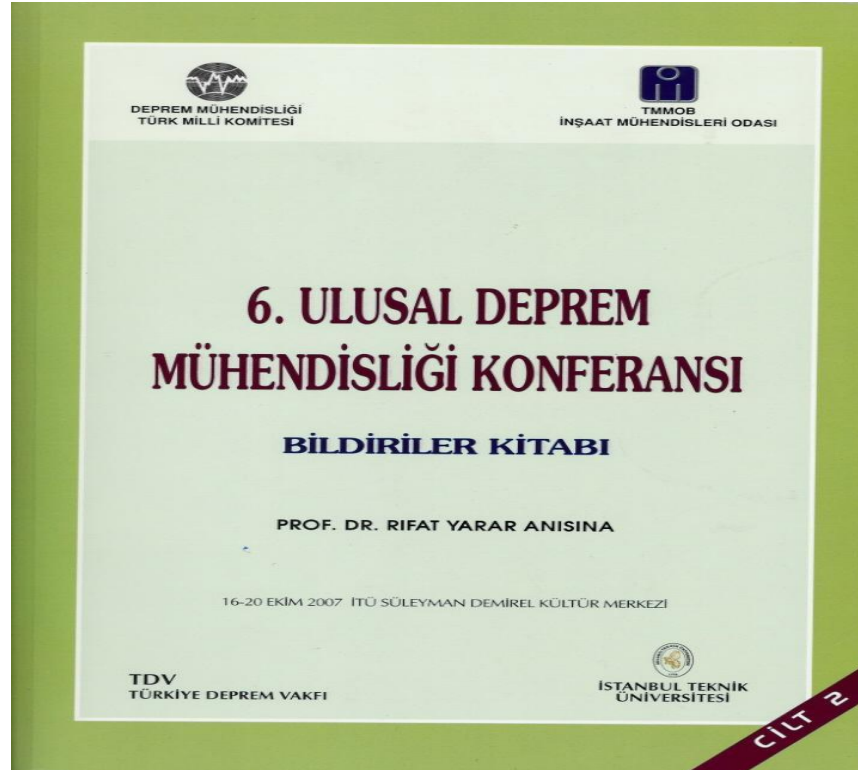 DEPREM MÜHENDİSLİĞİ
TÜRK MİLLİ KOMİTESİ
TMMOB
İNŞAAT MÜHENDİSLERİ ODASI
6. ULUSAL DEPREM
MÜHENDİSLİĞİ KONFERANSI
BİLDİRİLER KİTABI
PROF. DR. RIFAT YARAR ANISINA
16-20 EKİM 2007 İTÜ SÜLEYMAN DEMİREL KÜLTÜR MERKEZİ
TDV
TÜRKİYE DEPREM VAKFI
İSTANBUL TEKNİK
ÜNİVERSİTESİ
CİLT 2